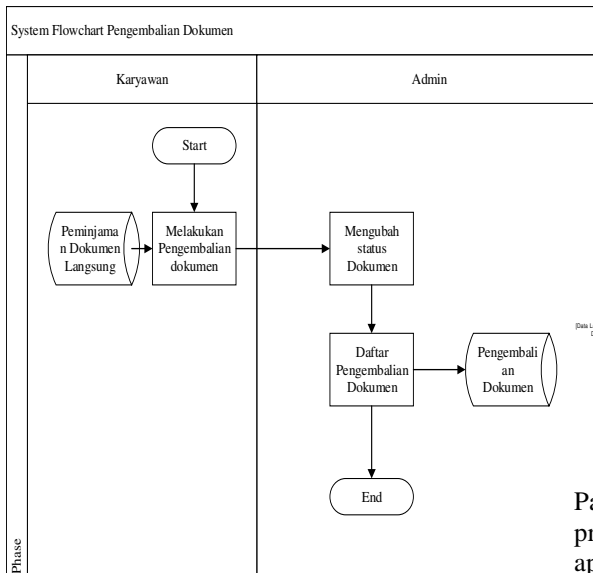 System Flowchart Pengembalian Dokumen
Karyawan
Admin
Start
Peminjama
n Dokumen
Langsung
Melakukan
Pengembalian
dokumen
Mengubah
status
Dokumen
Daftar
Pengembalian
Dokumen
Pengembali
an
Dokumen
End
Phase